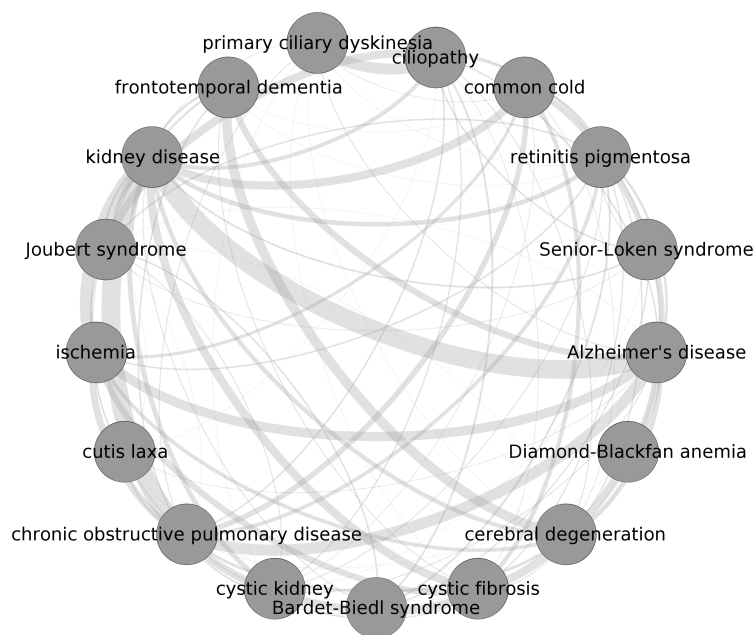 primary ciliary dyskinesia
ciliopathy
frontotemporal dementia
common cold
kidney disease
retinitis pigmentosa
Joubert syndrome
Senior-Loken syndrome
ischemia
Alzheimer's disease
cutis laxa
Diamond-Blackfan anemia
chronic obstructive pulmonary disease
cerebral degeneration
cystic kidney
cystic fibrosis
Bardet-Biedl syndrome